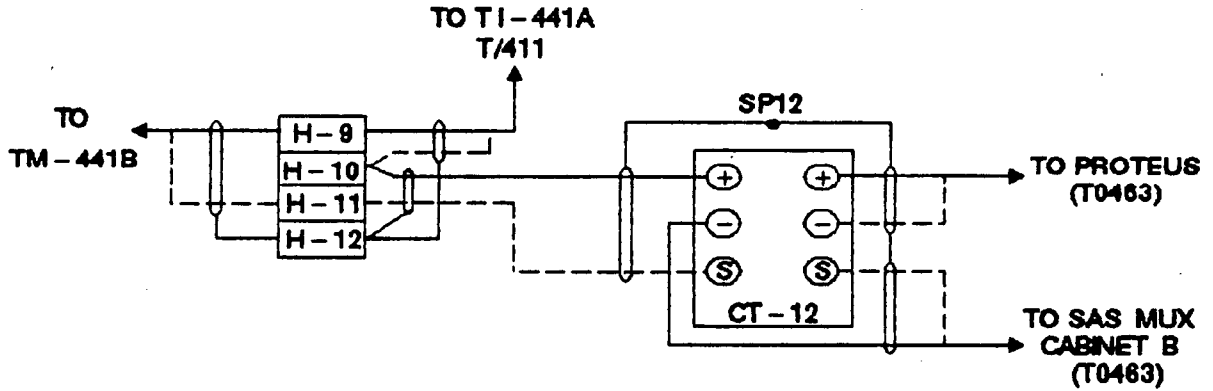 TO TI-441A
T/411
TO
TM-441B
H-9
H-10
H-11
H-12
SP12
+ +
- -
S S
CT-12
TO PROTEUS
(T0463)
TO SAS MUX
CABINET B
(T0463)